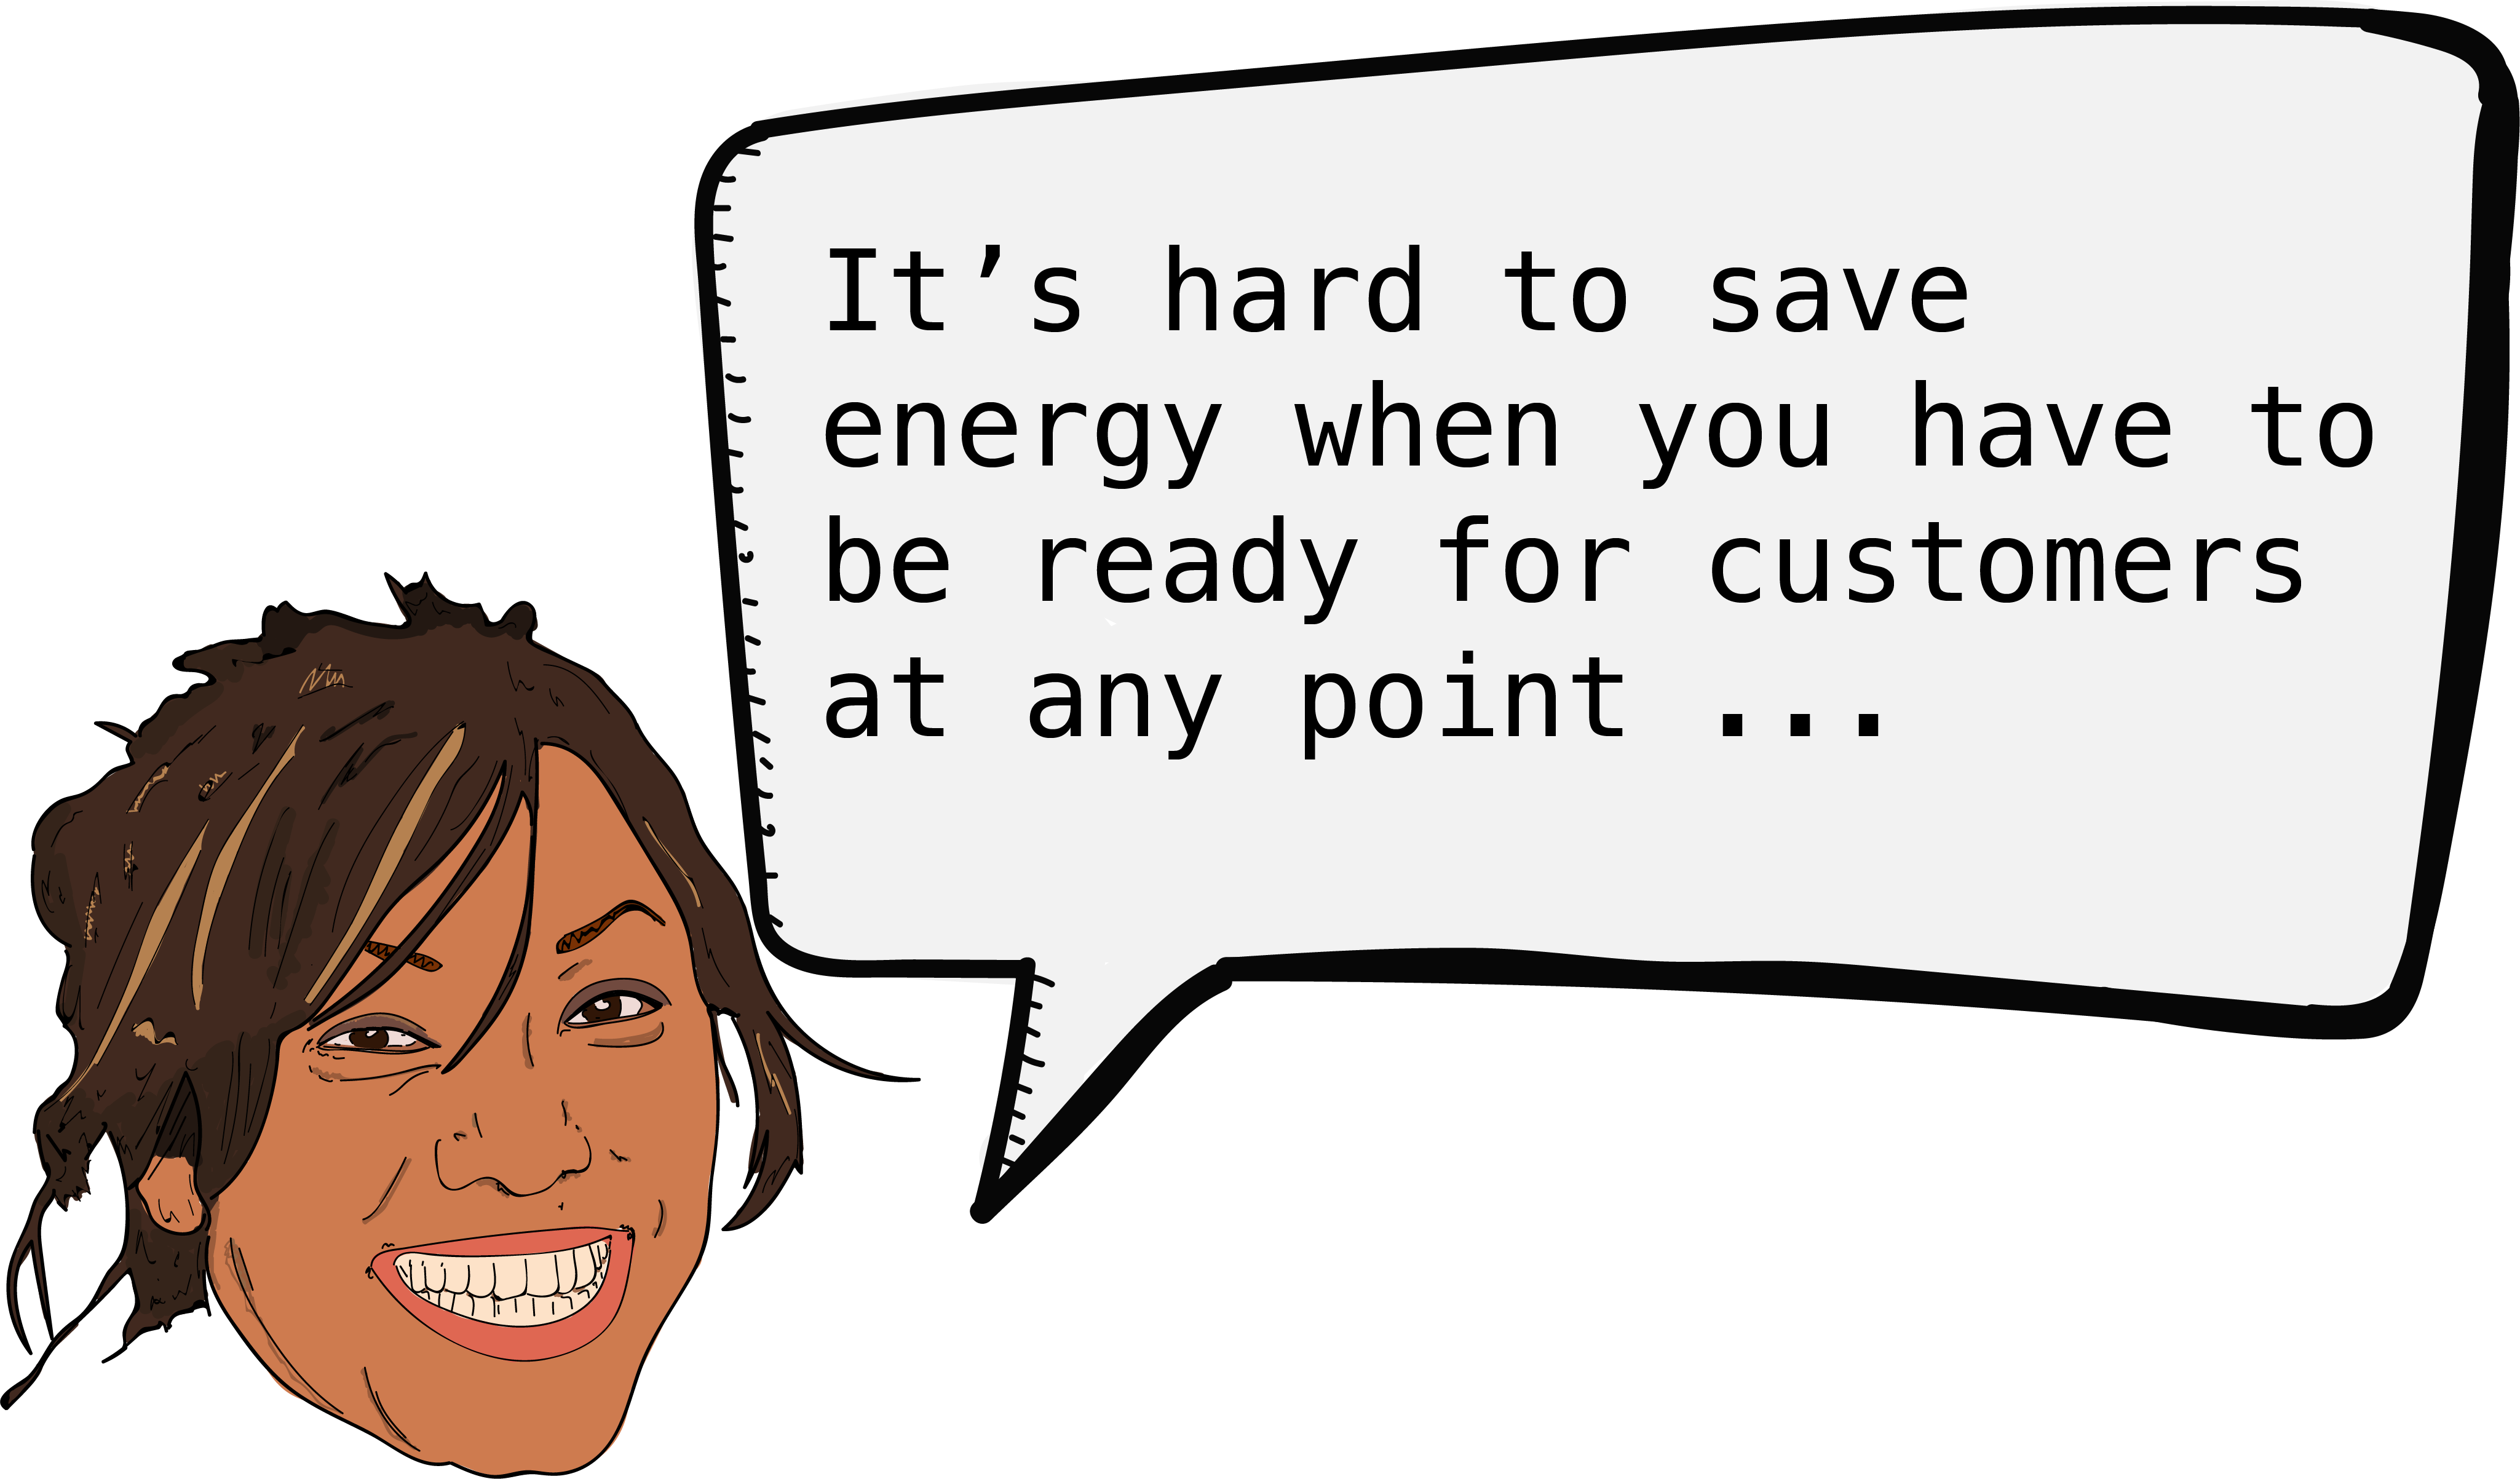 It’s hard to save
energy when you have to
be ready for customers
at any point ...